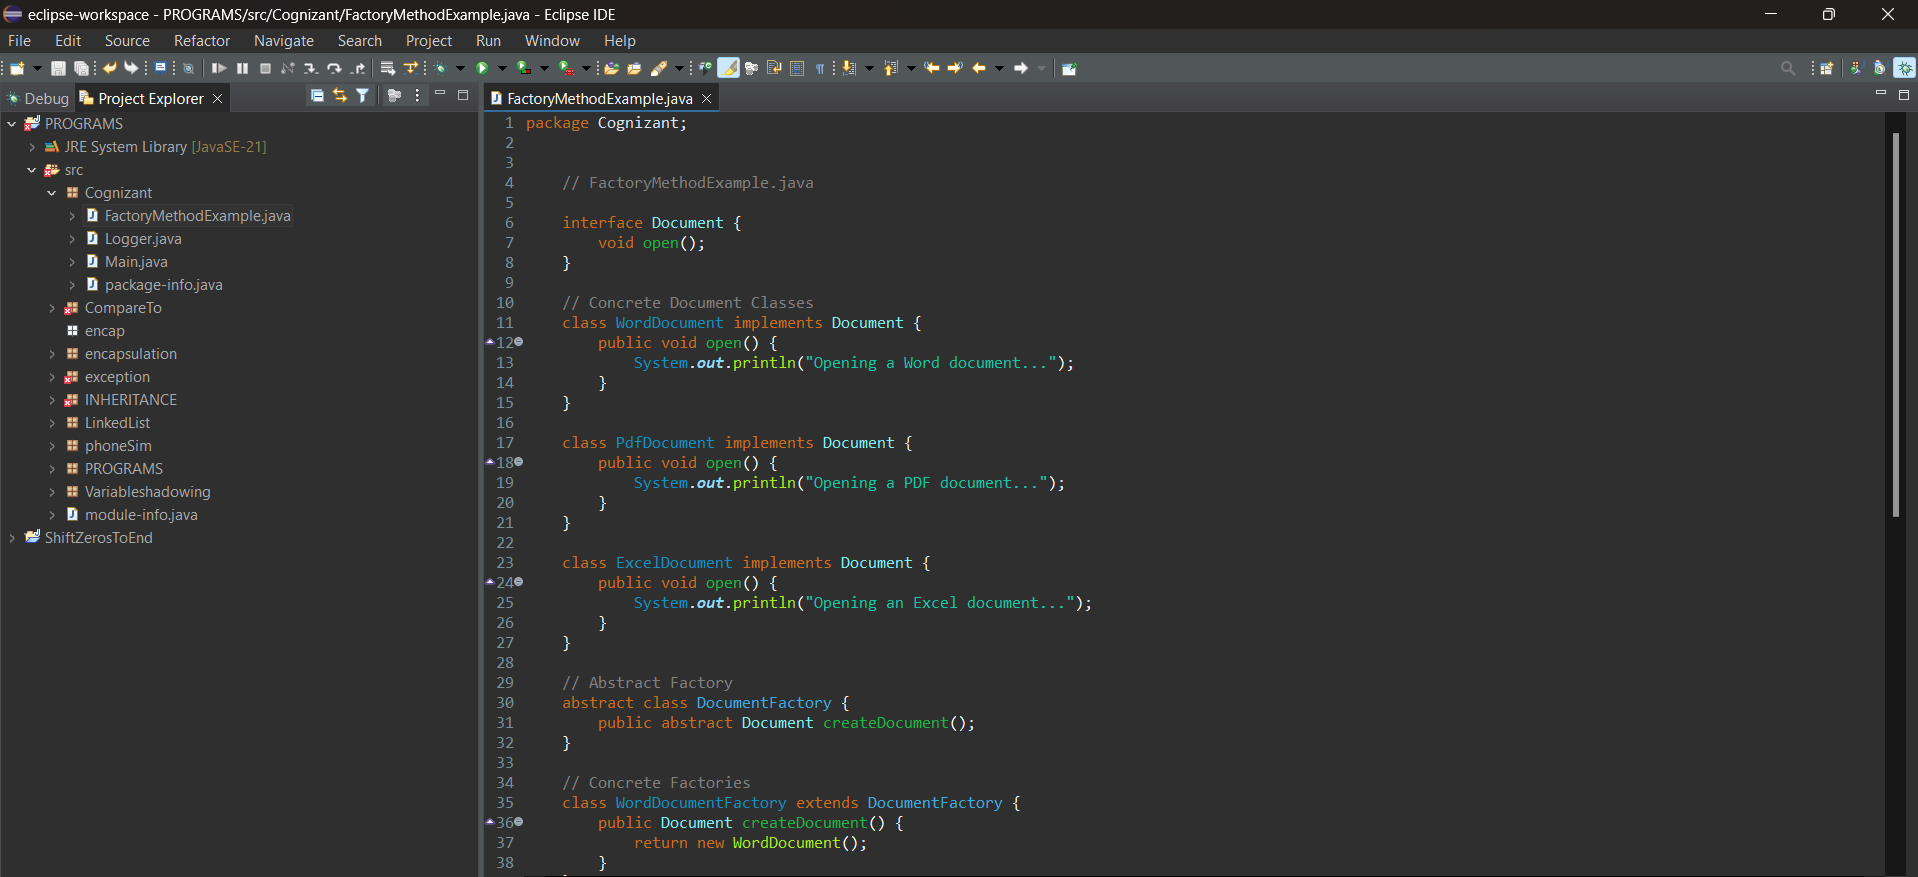 eclipse-workspace - PROGRAMS/src/Cognizant/FactoryMethodExample.java - Eclipse IDE
File Edit Source Refactor Navigate Search Project Run Window Help
Debug Project Explorer
PROGRAMS
JRE System Library [JavaSE-21]
src
Cognizant
FactoryMethodExample.java
Logger.java
Main.java
package-info.java
CompareTo
encap
encapsulation
exception
INHERITANCE
LinkedList
phoneSim
PROGRAMS
Variableshadowing
module-info.java
ShiftZerosToEnd
FactoryMethodExample.java
1 package Cognizant;
2
3
4 // FactoryMethodExample.java
5
6 interface Document {
7 void open();
8 }
9
10 // Concrete Document Classes
11 class WordDocument implements Document {
12 public void open() {
13 System.out.println("Opening a Word document...");
14 }
15 }
16
17 class PdfDocument implements Document {
18 public void open() {
19 System.out.println("Opening a PDF document...");
20 }
21 }
22
23 class ExcelDocument implements Document {
24 public void open() {
25 System.out.println("Opening an Excel document...");
26 }
27 }
28
29 // Abstract Factory
30 abstract class DocumentFactory {
31 public abstract Document createDocument();
32 }
33
34 // Concrete Factories
35 class WordDocumentFactory extends DocumentFactory {
36 public Document createDocument() {
37 return new WordDocument();
38 }